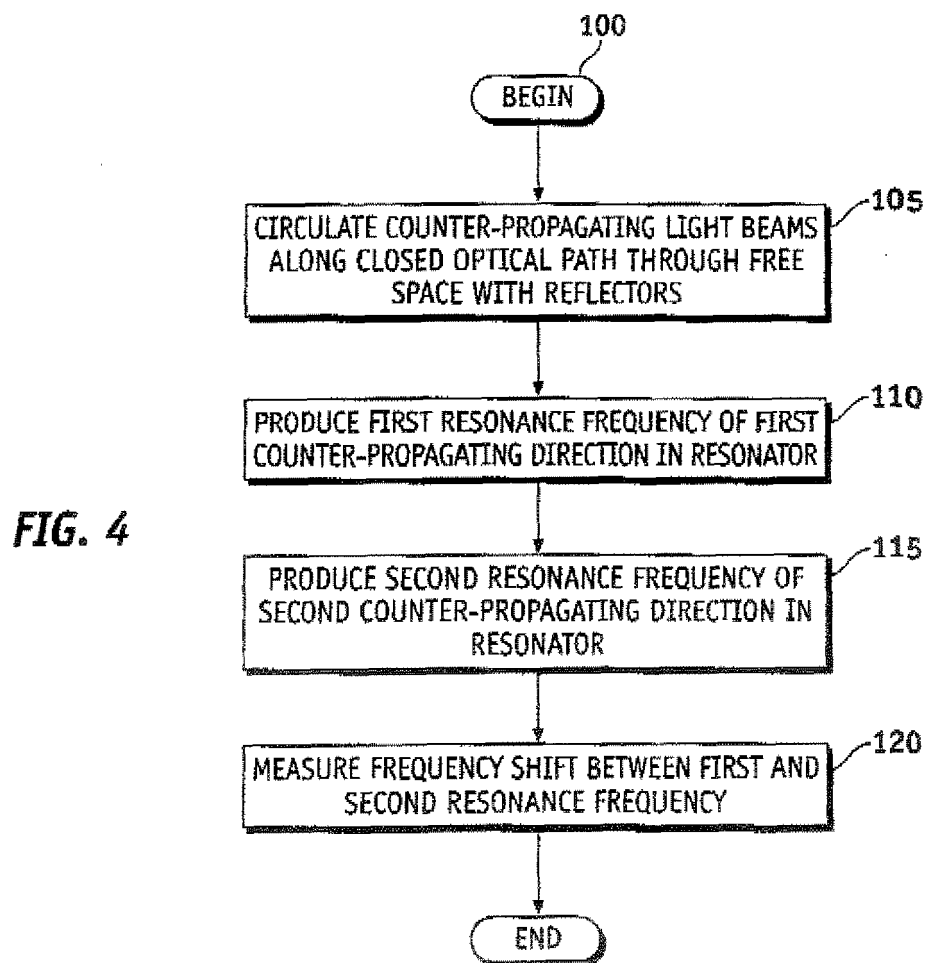 100
BEGIN
CIRCULATE COUNTER-PROPAGATING LIGHT BEAMS
ALONG CLOSED OPTICAL PATH THROUGH FREE
SPACE WITH REFLECTORS
105
PRODUCE FIRST RESONANCE FREQUENCY OF FIRST
COUNTER-PROPAGATING DIRECTION IN RESONATOR
110
FIG. 4
PRODUCE SECOND RESONANCE FREQUENCY OF
SECOND COUNTER-PROPAGATING DIRECTION IN
RESONATOR
115
MEASURE FREQUENCY SHIFT BETWEEN FIRST AND
SECOND RESONANCE FREQUENCY
120
END